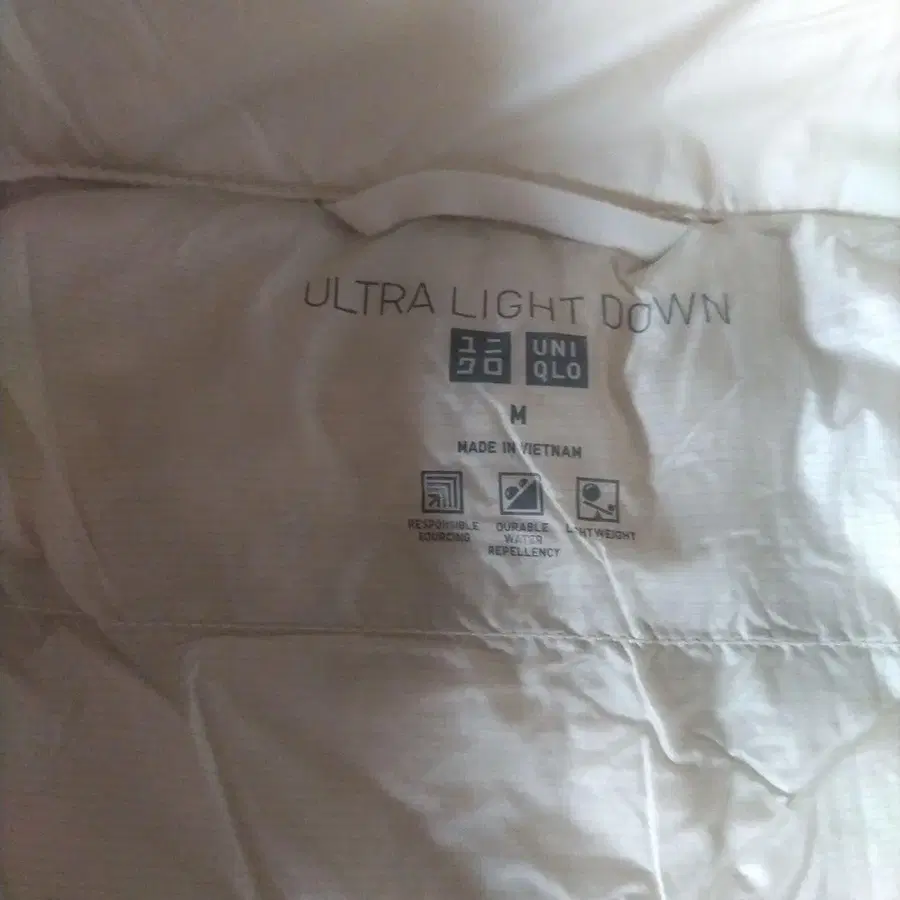 ULTRA LIGHT DOWN
ユニ
クロ
UNI
QLO
M
MADE IN VIETNAM
RESPONSIBLE
SOURCING
DURABLE
WATER
REPELLENCY
LIGHTWEIGHT